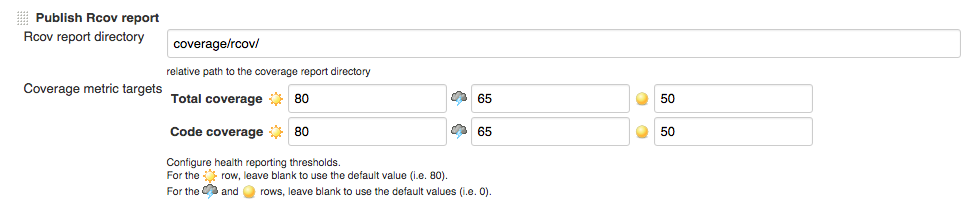 Publish Rcov report
Rcov report directory
coverage/rcov/
relative path to the coverage report directory
Coverage metric targets
Total coverage 80 65 50
Code coverage 80 65 50
Configure health reporting thresholds.
For the row, leave blank to use the default value (i.e. 80).
For the and rows, leave blank to use the default values (i.e. 0).